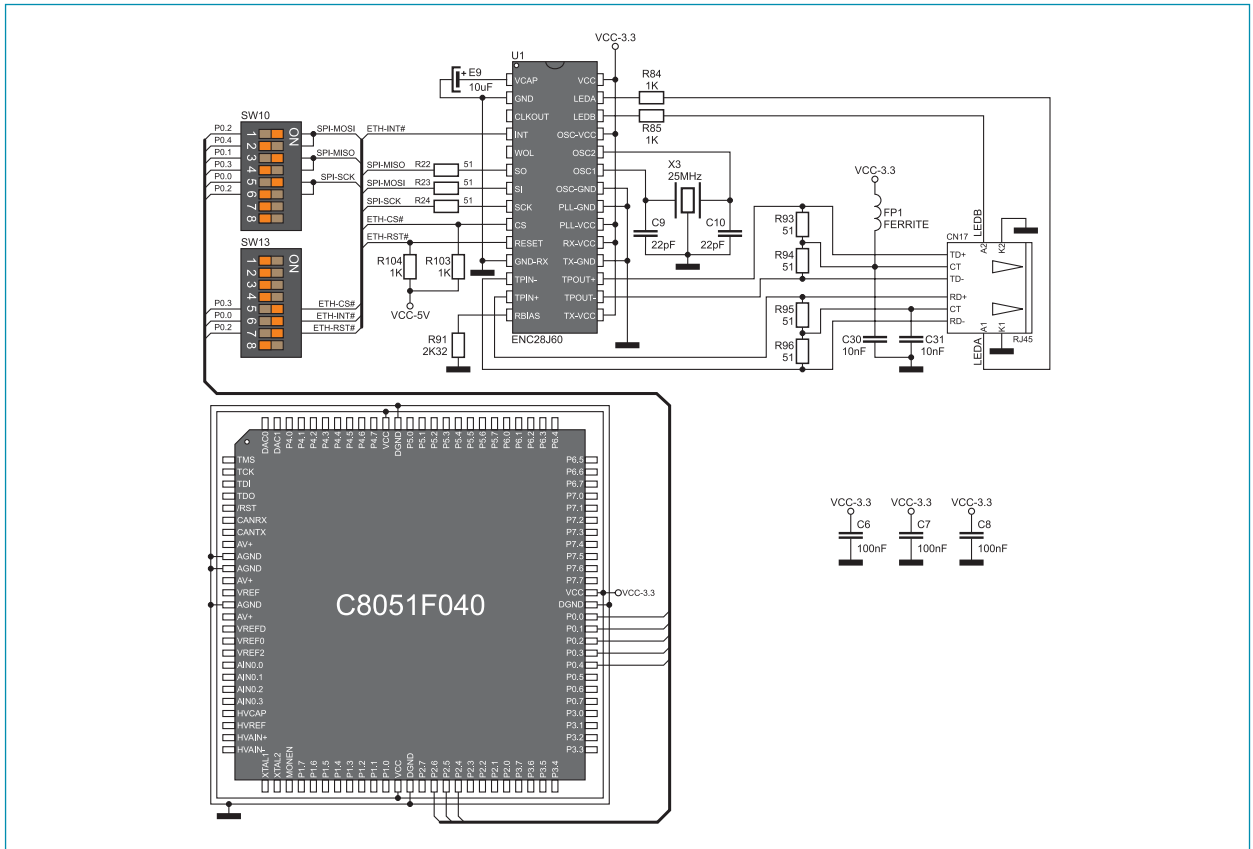 VCC-3.3
U1
E9
+
10uF
VCAP
GND
CLKOUT
INT
WOL
SO
SI
SCK
CS
RESET
GND-RX
TPIN-
TPIN+
RBIAS
VCC
LEDA
LEDB
OSC-VCC
OSC2
OSC1
OSC-GND
PLL-GND
PLL-VCC
RX-VCC
TX-GND
TPOUT+
TPOUT-
TX-VCC
ENC28J60
R84
1K
R85
1K
SW10
P0.2
P0.4
P0.1
P0.3
P0.0
P0.2
1
2
3
4
5
6
7
8
ON
SPI-MOSI
SPI-MISO
SPI-SCK
ETH-INT#
SPI-MISO R22 51
SPI-MOSI R23 51
SPI-SCK R24 51
ETH-CS#
ETH-RST#
SW13
1
2
3
4
5
6
7
8
ON
P0.3
P0.0
P0.2
ETH-CS#
ETH-INT#
ETH-RST#
R104
1K
R103
1K
VCC-5V
R91
2K32
X3
25MHz
C9
22pF
C10
22pF
VCC-3.3
FP1
FERRITE
R93
51
R94
51
R95
51
R96
51
C30
10nF
C31
10nF
LEDB
CN17
A2
K2
TD+
CT
TD-
RD+
CT
RD-
A1
K1
RJ45
LEDA
DAC0
DAC1
P4.0
P4.1
P4.2
P4.3
P4.4
P4.5
P4.6
P4.7
VCC
DGND
P5.0
P5.1
P5.2
P5.3
P5.4
P5.5
P5.6
P5.7
P6.0
P6.1
P6.2
P6.3
P6.4
TMS
TCK
TDI
TDO
/RST
CANRX
CANTX
AV+
AGND
AGND
AV+
VREF
AGND
AV+
VREFD
VREF0
VREF2
AIN0.0
AIN0.1
AIN0.2
AIN0.3
HVCAP
HVREF
HVAIN+
HVAIN-
C8051F040
P6.5
P6.6
P6.7
P7.0
P7.1
P7.2
P7.3
P7.4
P7.5
P7.6
P7.7
VCC
DGND
P0.0
P0.1
P0.2
P0.3
P0.4
P0.5
P0.6
P0.7
P3.0
P3.1
P3.2
P3.3
VCC-3.3
XTAL1
XTAL2
MONEN
P1.7
P1.6
P1.5
P1.4
P1.3
P1.2
P1.1
P1.0
VCC
DGND
P2.7
P2.6
P2.5
P2.4
P2.3
P2.2
P2.1
P2.0
P3.7
P3.6
P3.5
P3.4
VCC-3.3
C6
100nF
VCC-3.3
C7
100nF
VCC-3.3
C8
100nF